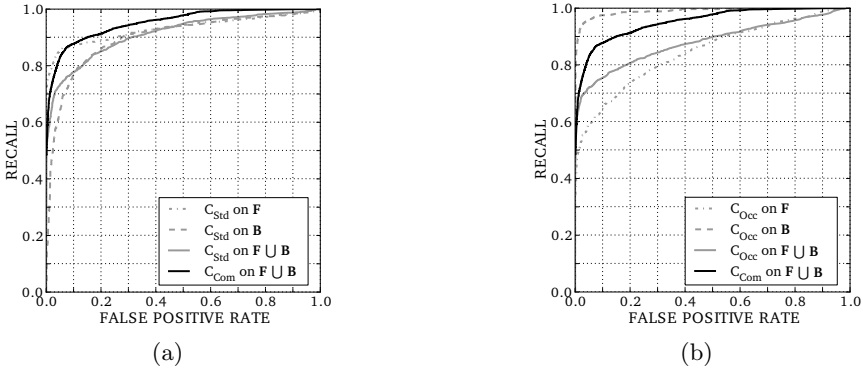 1.0
0.8
0.6
0.4
0.2
0.0
RECALL
0.0 0.2 0.4 0.6 0.8 1.0
FALSE POSITIVE RATE
C_Std on F
C_Std on B
C_Std on F ⋃ B
C_Com on F ⋃ B
(a)
1.0
0.8
0.6
0.4
0.2
0.0
RECALL
0.0 0.2 0.4 0.6 0.8 1.0
FALSE POSITIVE RATE
C_Occ on F
C_Occ on B
C_Occ on F ⋃ B
C_Com on F ⋃ B
(b)